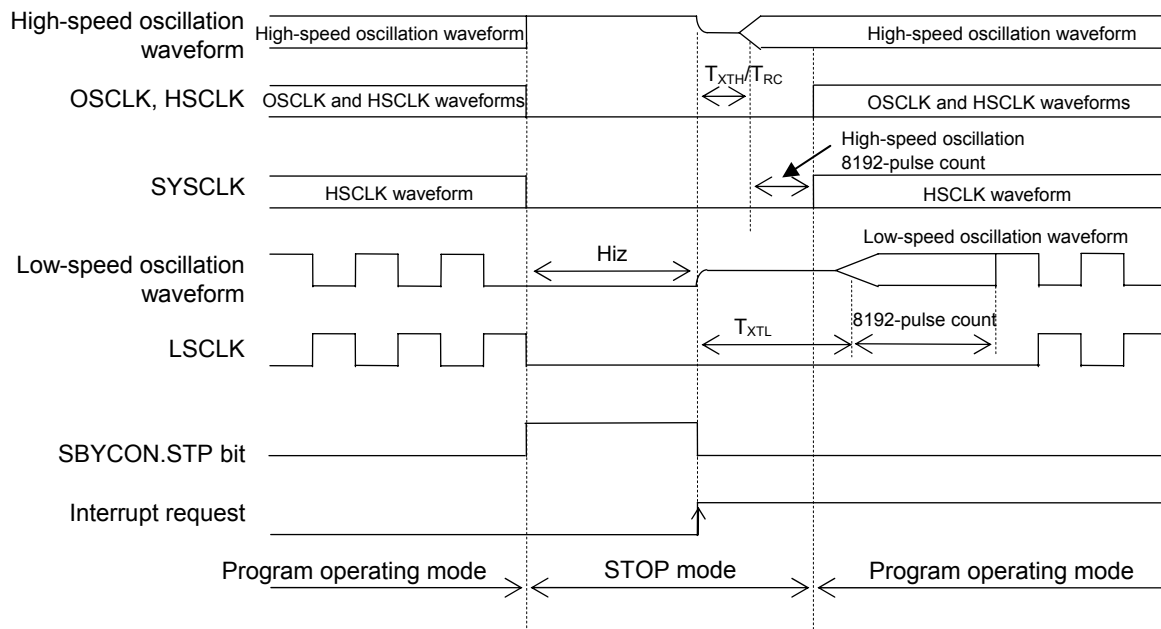 High-speed oscillation
waveform
High-speed oscillation waveform
High-speed oscillation waveform
TXTH/TRC
OSCLK, HSCLK
OSCLK and HSCLK waveforms
OSCLK and HSCLK waveforms
High-speed oscillation
8192-pulse count
SYSCLK
HSCLK waveform
HSCLK waveform
Low-speed oscillation waveform
Low-speed oscillation
waveform
Hiz
TXTL
8192-pulse count
LSCLK
SBYCON.STP bit
Interrupt request
Program operating mode
STOP mode
Program operating mode